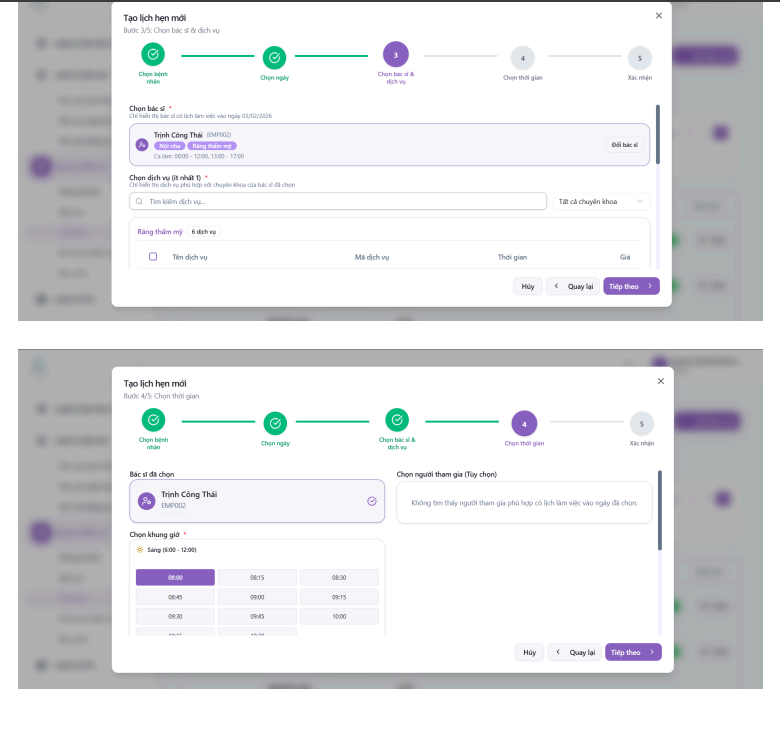 Tạo lịch hẹn mới
Bước 3/5: Chọn bác sĩ & dịch vụ
3
4
5
Chọn bệnh nhân
Chọn ngày
Chọn bác sĩ & dịch vụ
Chọn thời gian
Xác nhận
Chọn bác sĩ *
Chỉ hiển thị bác sĩ có lịch làm việc vào ngày 03/02/2026
Trịnh Công Thái (EMP002)
Nội nha Răng thẩm mỹ
Ca làm: 08:00 - 12:00, 13:00 - 17:00
Đổi bác sĩ
Chọn dịch vụ (ít nhất 1) *
Chỉ hiển thị dịch vụ phù hợp với chuyên khoa của bác sĩ đã chọn
Tìm kiếm dịch vụ...
Tất cả chuyên khoa
Răng thẩm mỹ 6 dịch vụ
Tên dịch vụ Mã dịch vụ Thời gian Giá
Hủy Quay lại Tiếp theo
Tạo lịch hẹn mới
Bước 4/5: Chọn thời gian
4
5
Chọn bệnh nhân
Chọn ngày
Chọn bác sĩ & dịch vụ
Chọn thời gian
Xác nhận
Bác sĩ đã chọn
Trịnh Công Thái
EMP002
Chọn người tham gia (Tùy chọn)
Không tìm thấy người tham gia phù hợp có lịch làm việc vào ngày đã chọn.
Chọn khung giờ *
Sáng (6:00 - 12:00)
08:00 08:15 08:30
08:45 09:00 09:15
09:30 09:45 10:00
Hủy Quay lại Tiếp theo